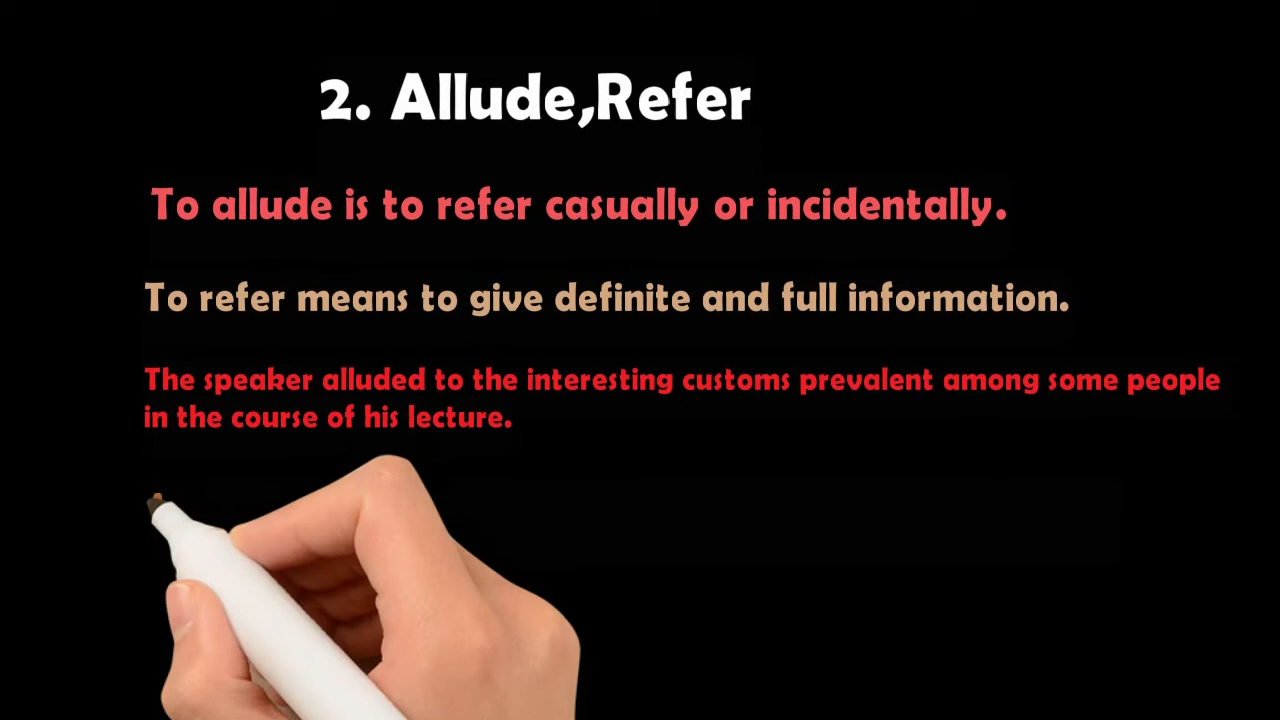 2. Allude,Refer
To allude is to refer casually or incidentally.
To refer means to give definite and full information.
The speaker alluded to the interesting customs prevalent among some people
in the course of his lecture.